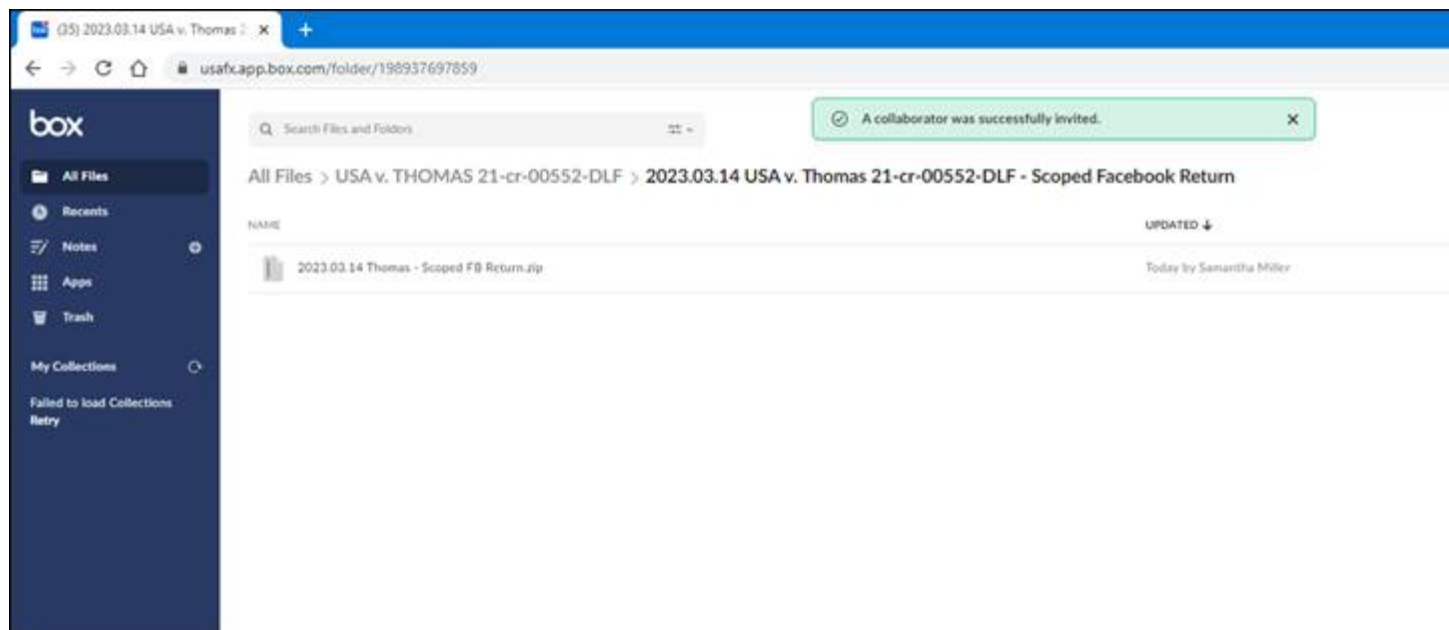 (35) 2023.03.14 USA v. Thomas 2
usafx.app.box.com/folder/198937697859
box
Search Files and Folders
A collaborator was successfully invited.
All Files
All Files > USA v. THOMAS 21-cr-00552-DLF > 2023.03.14 USA v. Thomas 21-cr-00552-DLF - Scoped Facebook Return
Recents
NAME
UPDATED
Notes
2023.03.14 Thomas - Scoped FB Return.zip
Today by Samantha Miller
Apps
Trash
My Collections
Failed to load Collections
Retry